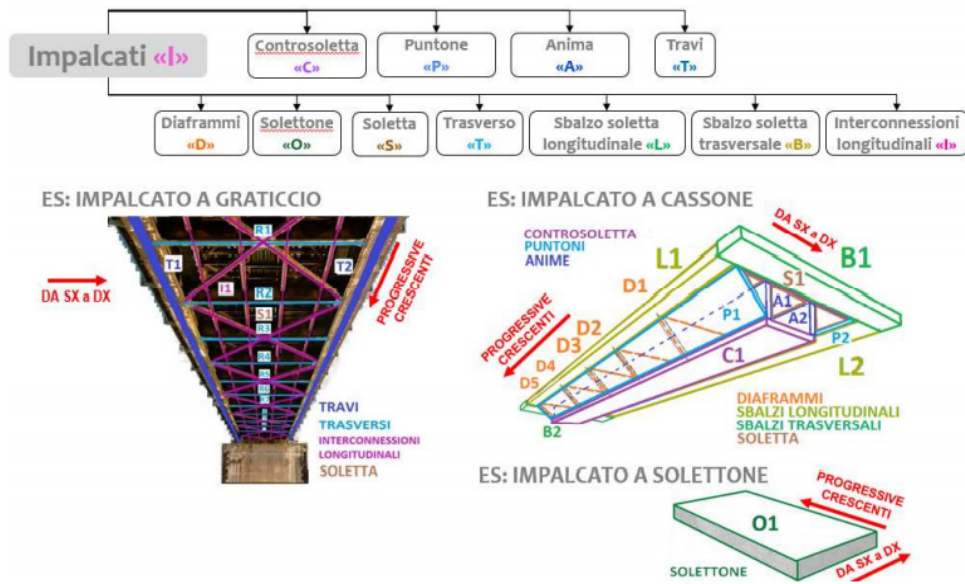 Impalcati «I»
Controsoletta
«C»
Puntone
«P»
Anima
«A»
Travi
«T»
Diaframmi
«D»
Solettone
«O»
Soletta
«S»
Trasverso
«T»
Sbalzo soletta
longitudinale «L»
Sbalzo soletta
trasversale «B»
Interconnessioni
longitudinali «I»
ES: IMPALCATO A GRATICCIO
R1
T1
T2
I1
R2
S1
R3
R4
R5
R6
R7
DA SX a DX
PROGRESSIVE
CRESCENTI
TRAVI
TRASVERSI
INTERCONNESSIONI
LONGITUDINALI
SOLETTA
ES: IMPALCATO A CASSONE
CONTROSOLETTA
PUNTONI
ANIME
DA SX a DX
L1
B1
D1
S1
A1
A2
P1
P2
D2
D3
D4
D5
C1
L2
B2
PROGRESSIVE
CRESCENTI
DIAFRAMMI
SBALZI LONGITUDINALI
SBALZI TRASVERSALI
SOLETTA
ES: IMPALCATO A SOLETTONE
PROGRESSIVE
CRESCENTI
O1
SOLETTONE
DA SX a DX